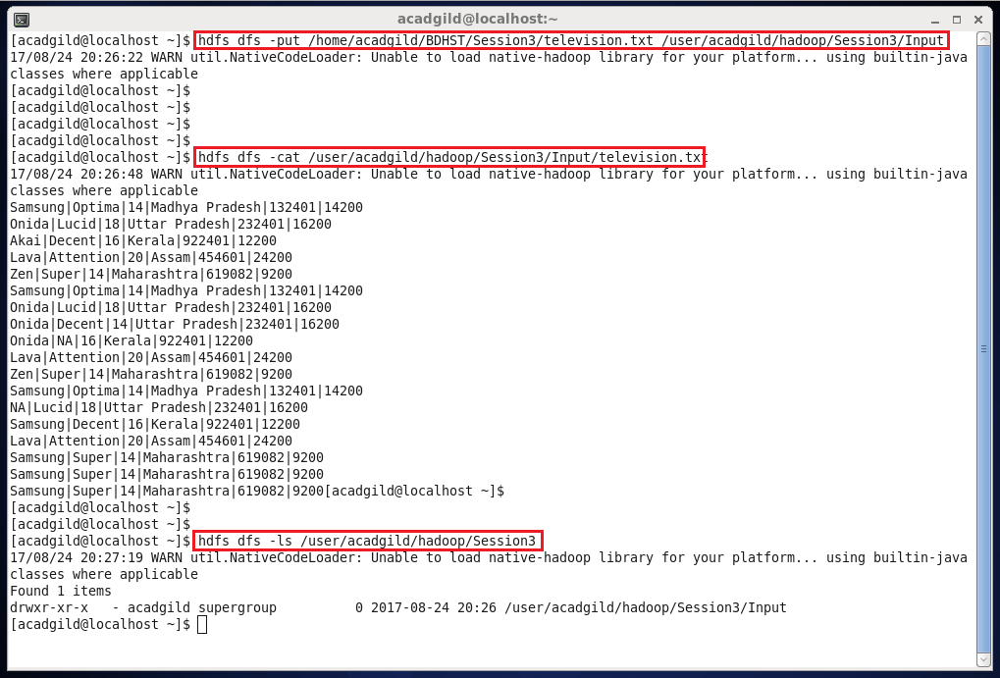 acadgild@localhost:~
[acadgild@localhost ~]$ hdfs dfs -put /home/acadgild/BDHST/Session3/television.txt /user/acadgild/hadoop/Session3/Input
17/08/24 20:26:22 WARN util.NativeCodeLoader: Unable to load native-hadoop library for your platform... using builtin-java
classes where applicable
[acadgild@localhost ~]$
[acadgild@localhost ~]$
[acadgild@localhost ~]$
[acadgild@localhost ~]$
[acadgild@localhost ~]$ hdfs dfs -cat /user/acadgild/hadoop/Session3/Input/television.txt
17/08/24 20:26:48 WARN util.NativeCodeLoader: Unable to load native-hadoop library for your platform... using builtin-java
classes where applicable
Samsung|Optima|14|Madhya Pradesh|132401|14200
Onida|Lucid|18|Uttar Pradesh|232401|16200
Akai|Decent|16|Kerala|922401|12200
Lava|Attention|20|Assam|454601|24200
Zen|Super|14|Maharashtra|619082|9200
Samsung|Optima|14|Madhya Pradesh|132401|14200
Onida|Lucid|18|Uttar Pradesh|232401|16200
Onida|Decent|14|Uttar Pradesh|232401|16200
Onida|NA|16|Kerala|922401|12200
Lava|Attention|20|Assam|454601|24200
Zen|Super|14|Maharashtra|619082|9200
Samsung|Optima|14|Madhya Pradesh|132401|14200
NA|Lucid|18|Uttar Pradesh|232401|16200
Samsung|Decent|16|Kerala|922401|12200
Lava|Attention|20|Assam|454601|24200
Samsung|Super|14|Maharashtra|619082|9200
Samsung|Super|14|Maharashtra|619082|9200
Samsung|Super|14|Maharashtra|619082|9200[acadgild@localhost ~]$
[acadgild@localhost ~]$
[acadgild@localhost ~]$
[acadgild@localhost ~]$ hdfs dfs -ls /user/acadgild/hadoop/Session3
17/08/24 20:27:19 WARN util.NativeCodeLoader: Unable to load native-hadoop library for your platform... using builtin-java
classes where applicable
Found 1 items
drwxr-xr-x   - acadgild supergroup          0 2017-08-24 20:26 /user/acadgild/hadoop/Session3/Input
[acadgild@localhost ~]$